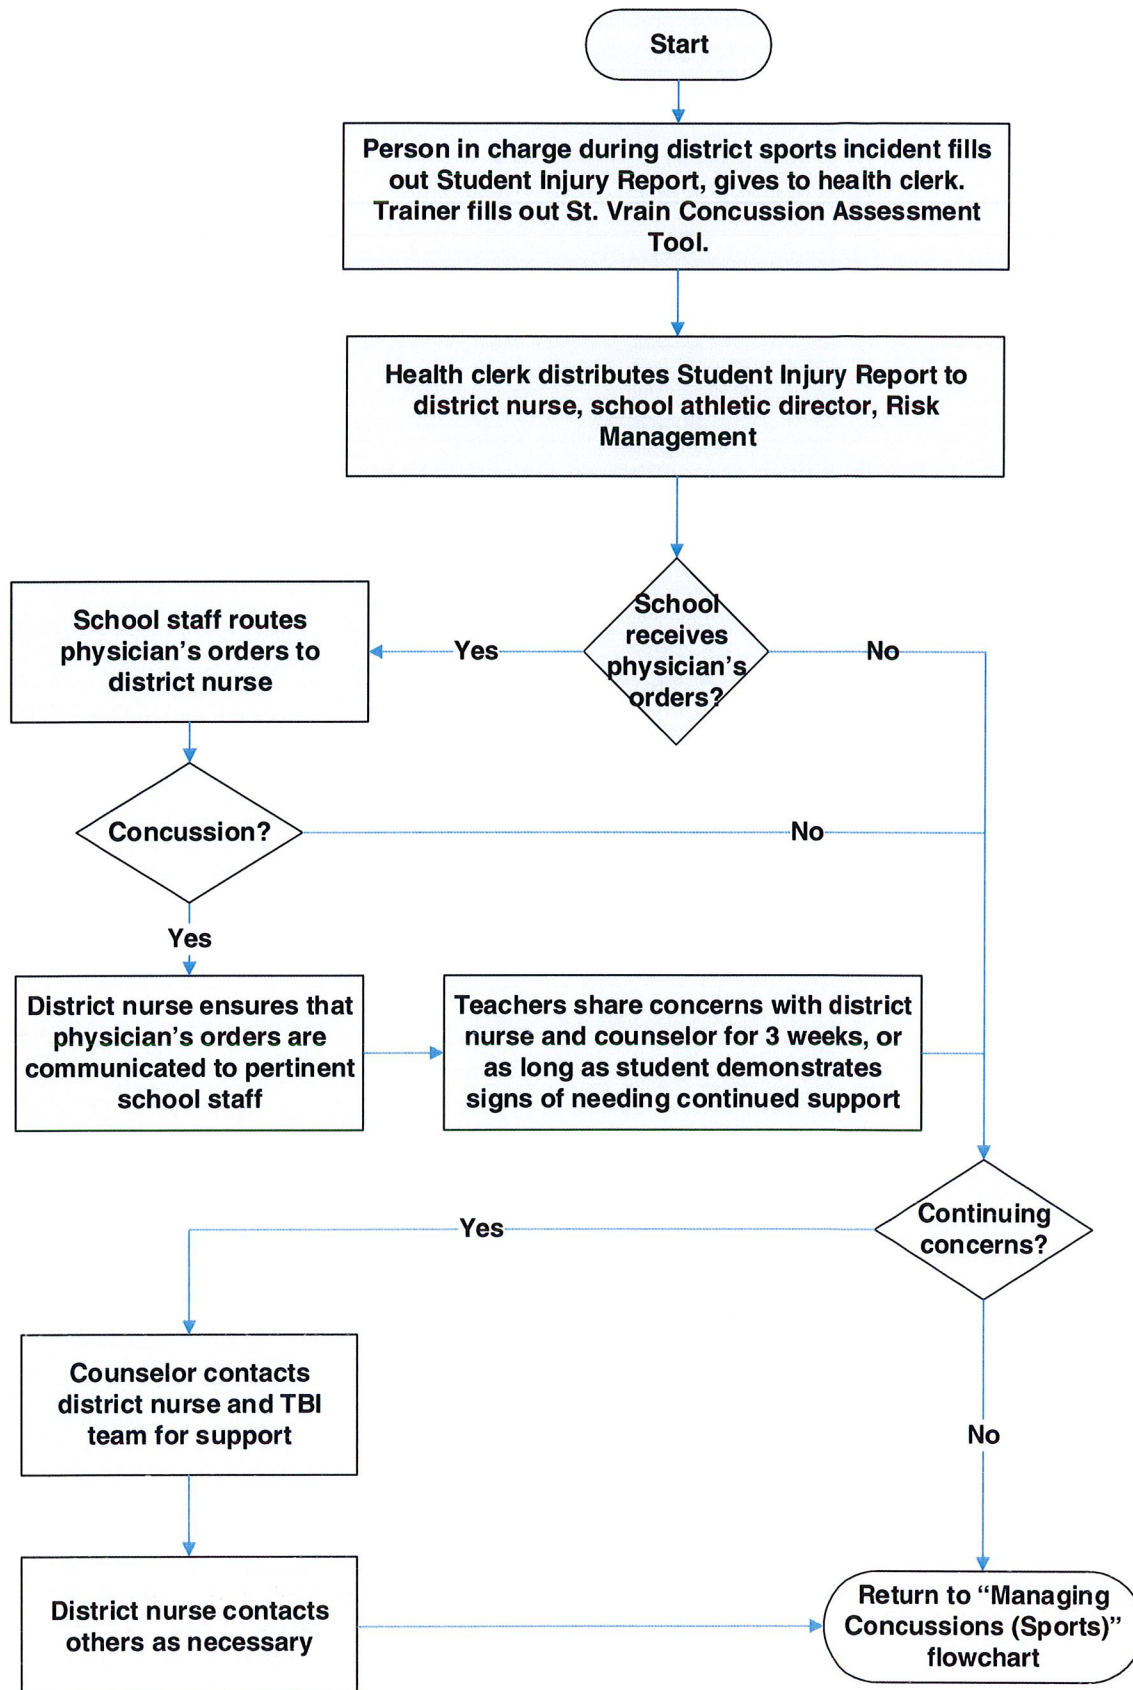 Start
Person in charge during district sports incident fills
out Student Injury Report, gives to health clerk.
Trainer fills out St. Vrain Concussion Assessment
Tool.
Health clerk distributes Student Injury Report to
district nurse, school athletic director, Risk
Management
School
receives
physician's
orders?
Yes
No
School staff routes
physician's orders to
district nurse
Concussion?
No
Yes
District nurse ensures that
physician's orders are
communicated to pertinent
school staff
Teachers share concerns with district
nurse and counselor for 3 weeks, or
as long as student demonstrates
signs of needing continued support
Continuing
concerns?
Yes
No
Counselor contacts
district nurse and TBI
team for support
District nurse contacts
others as necessary
Return to “Managing
Concussions (Sports)”
flowchart